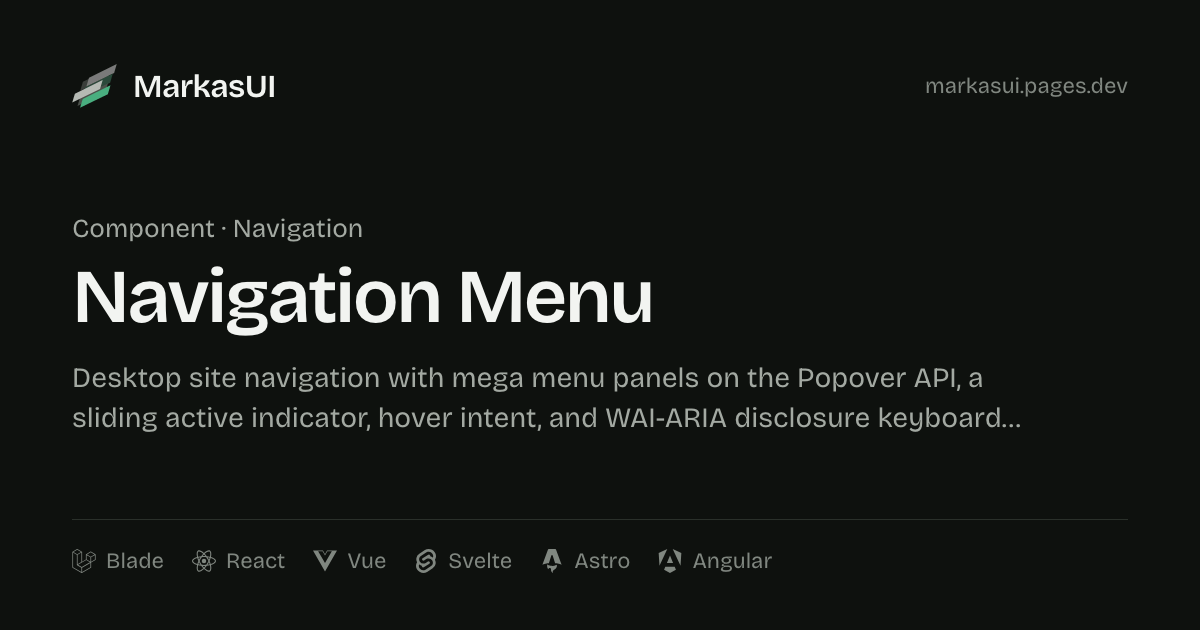 MarkasUI
markasui.pages.dev
Component · Navigation
Navigation Menu
Desktop site navigation with mega menu panels on the Popover API, a
sliding active indicator, hover intent, and WAI-ARIA disclosure keyboard...
Blade React Vue Svelte Astro Angular